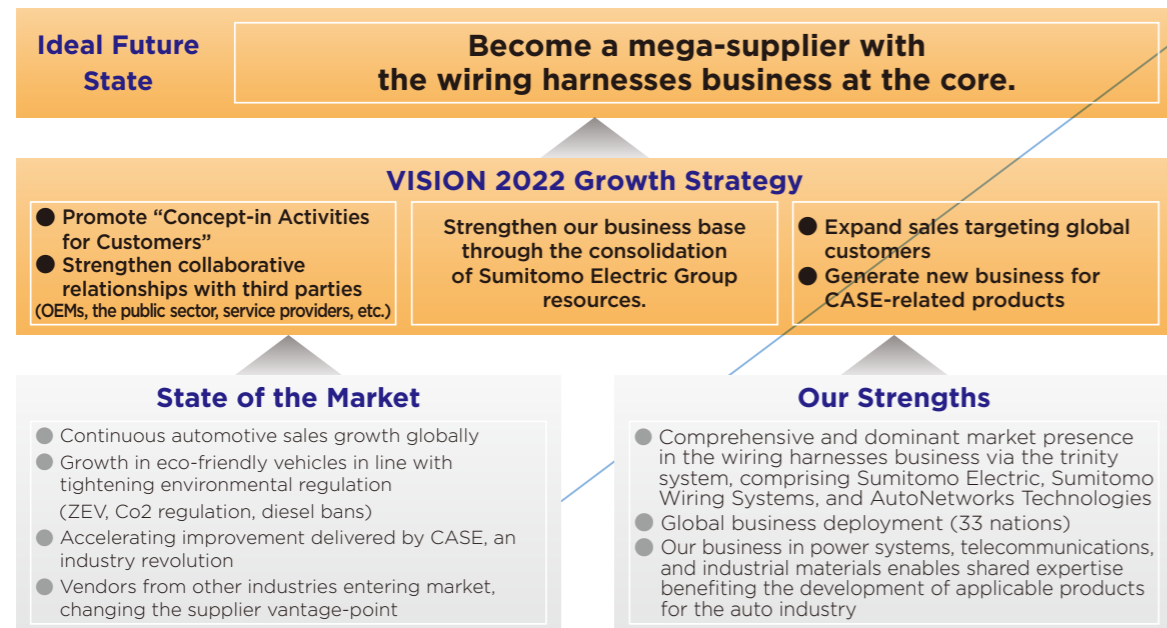 Ideal Future
State
Become a mega-supplier with
the wiring harnesses business at the core.
VISION 2022 Growth Strategy
● Promote “Concept-in Activities
for Customers”
● Strengthen collaborative
relationships with third parties
(OEMs, the public sector, service providers, etc.)
Strengthen our business base
through the consolidation
of Sumitomo Electric Group
resources.
● Expand sales targeting global
customers
● Generate new business for
CASE-related products
State of the Market
● Continuous automotive sales growth globally
● Growth in eco-friendly vehicles in line with
tightening environmental regulation
(ZEV, Co2 regulation, diesel bans)
● Accelerating improvement delivered by CASE, an
industry revolution
● Vendors from other industries entering market,
changing the supplier vantage-point
Our Strengths
● Comprehensive and dominant market presence
in the wiring harnesses business via the trinity
system, comprising Sumitomo Electric, Sumitomo
Wiring Systems, and AutoNetworks Technologies
● Global business deployment (33 nations)
● Our business in power systems, telecommunications,
and industrial materials enables shared expertise
benefiting the development of applicable products
for the auto industry